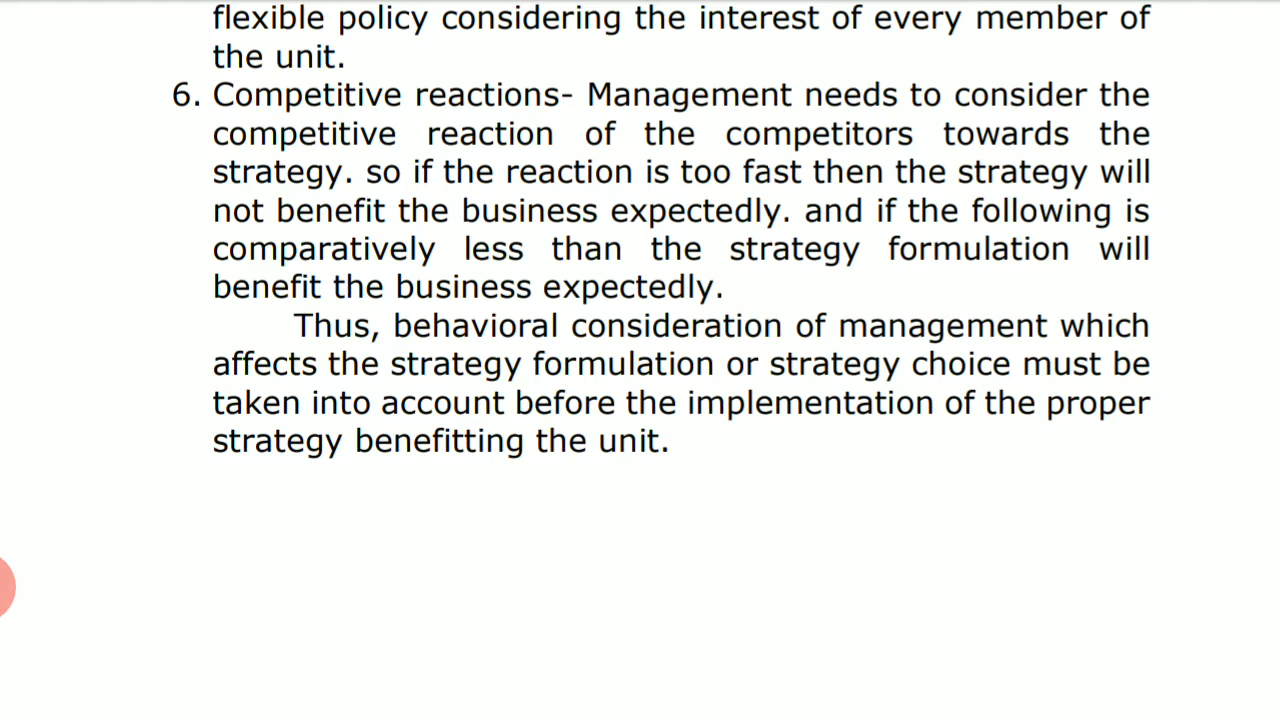 flexible policy considering the interest of every member of
the unit.
6. Competitive reactions- Management needs to consider the
competitive reaction of the competitors towards the
strategy. so if the reaction is too fast then the strategy will
not benefit the business expectedly. and if the following is
comparatively less than the strategy formulation will
benefit the business expectedly.
Thus, behavioral consideration of management which
affects the strategy formulation or strategy choice must be
taken into account before the implementation of the proper
strategy benefitting the unit.